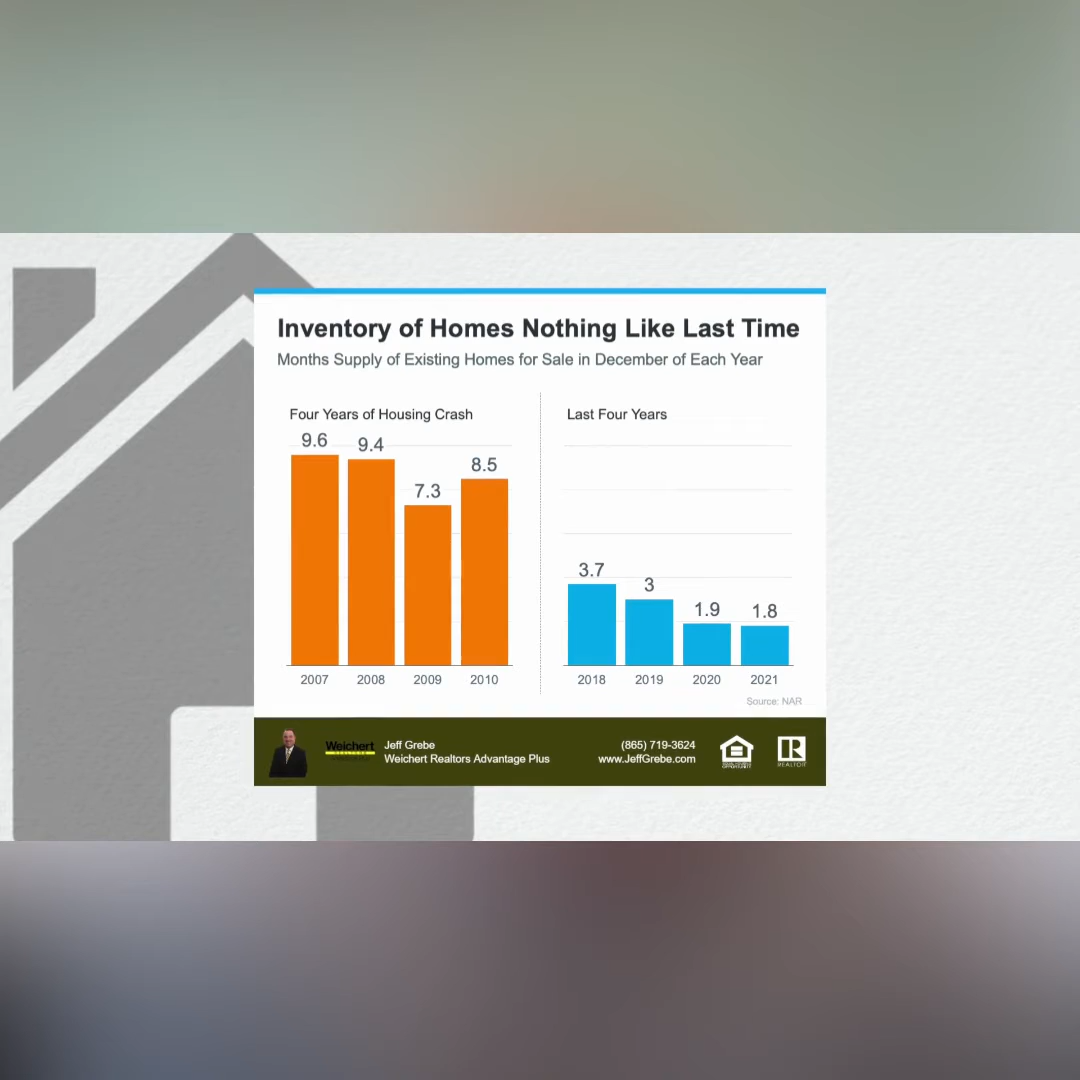 Inventory of Homes Nothing Like Last Time
Months Supply of Existing Homes for Sale in December of Each Year
Four Years of Housing Crash
9.6
9.4
7.3
8.5
2007
2008
2009
2010
Last Four Years
3.7
3
1.9
1.8
2018
2019
2020
2021
Source: NAR
Weichert
Jeff Grebe
Weichert Realtors Advantage Plus
(865) 719-3624
www.JeffGrebe.com
EQUAL HOUSING
OPPORTUNITY
R
REALTOR